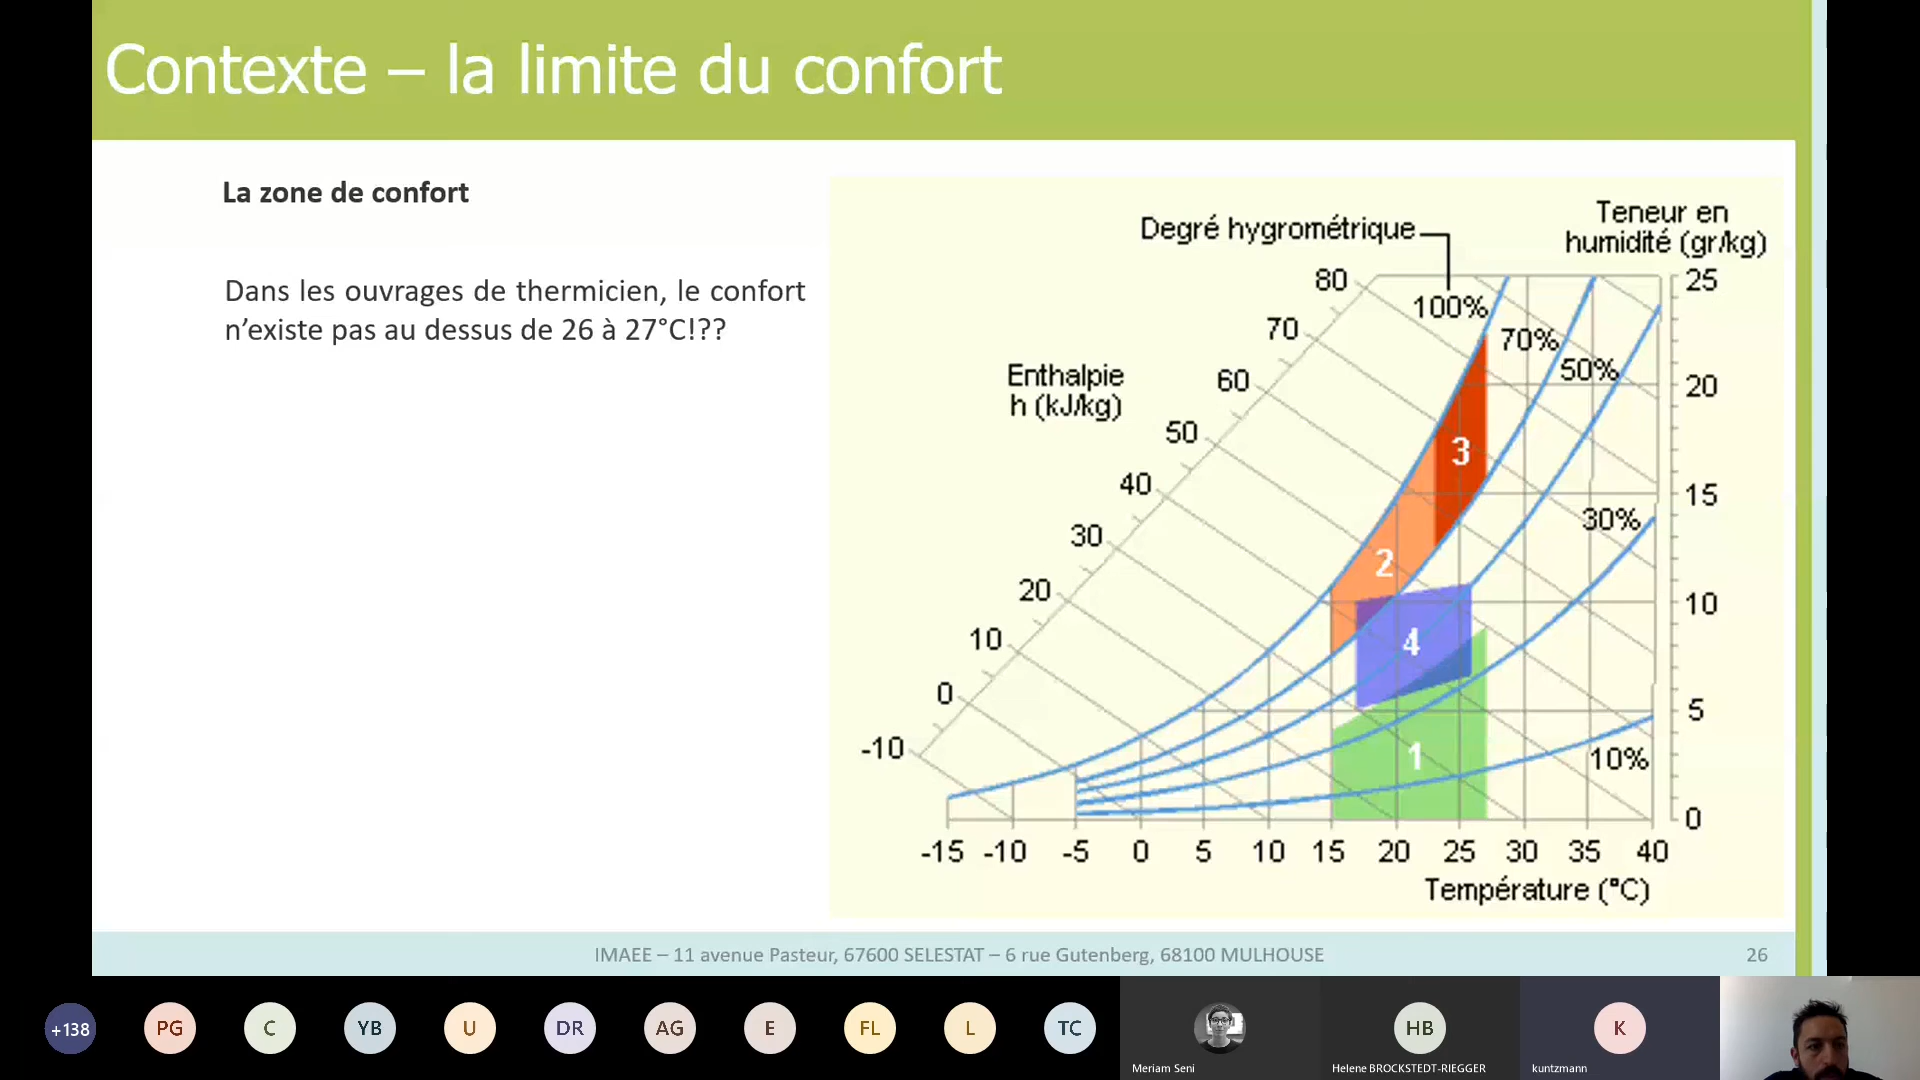 Contexte – la limite du confort
La zone de confort
Dans les ouvrages de thermicien, le confort
n’existe pas au dessus de 26 à 27°C!??
Degré hygrométrique
Teneur en
humidité (gr/kg)
Enthalpie
h (kJ/kg)
80
70
60
50
40
30
20
10
0
-10
100%
70%
50%
30%
10%
25
20
15
10
5
0
3
2
4
1
-15 -10 -5 0 5 10 15 20 25 30 35 40
Température (°C)
IMAEE – 11 avenue Pasteur, 67600 SELESTAT – 6 rue Gutenberg, 68100 MULHOUSE
26
+138 PG C YB U DR AG E FL L TC HB K
Meriam Seni
Helene BROCKSTEDT-RIEGGER
kuntzmann